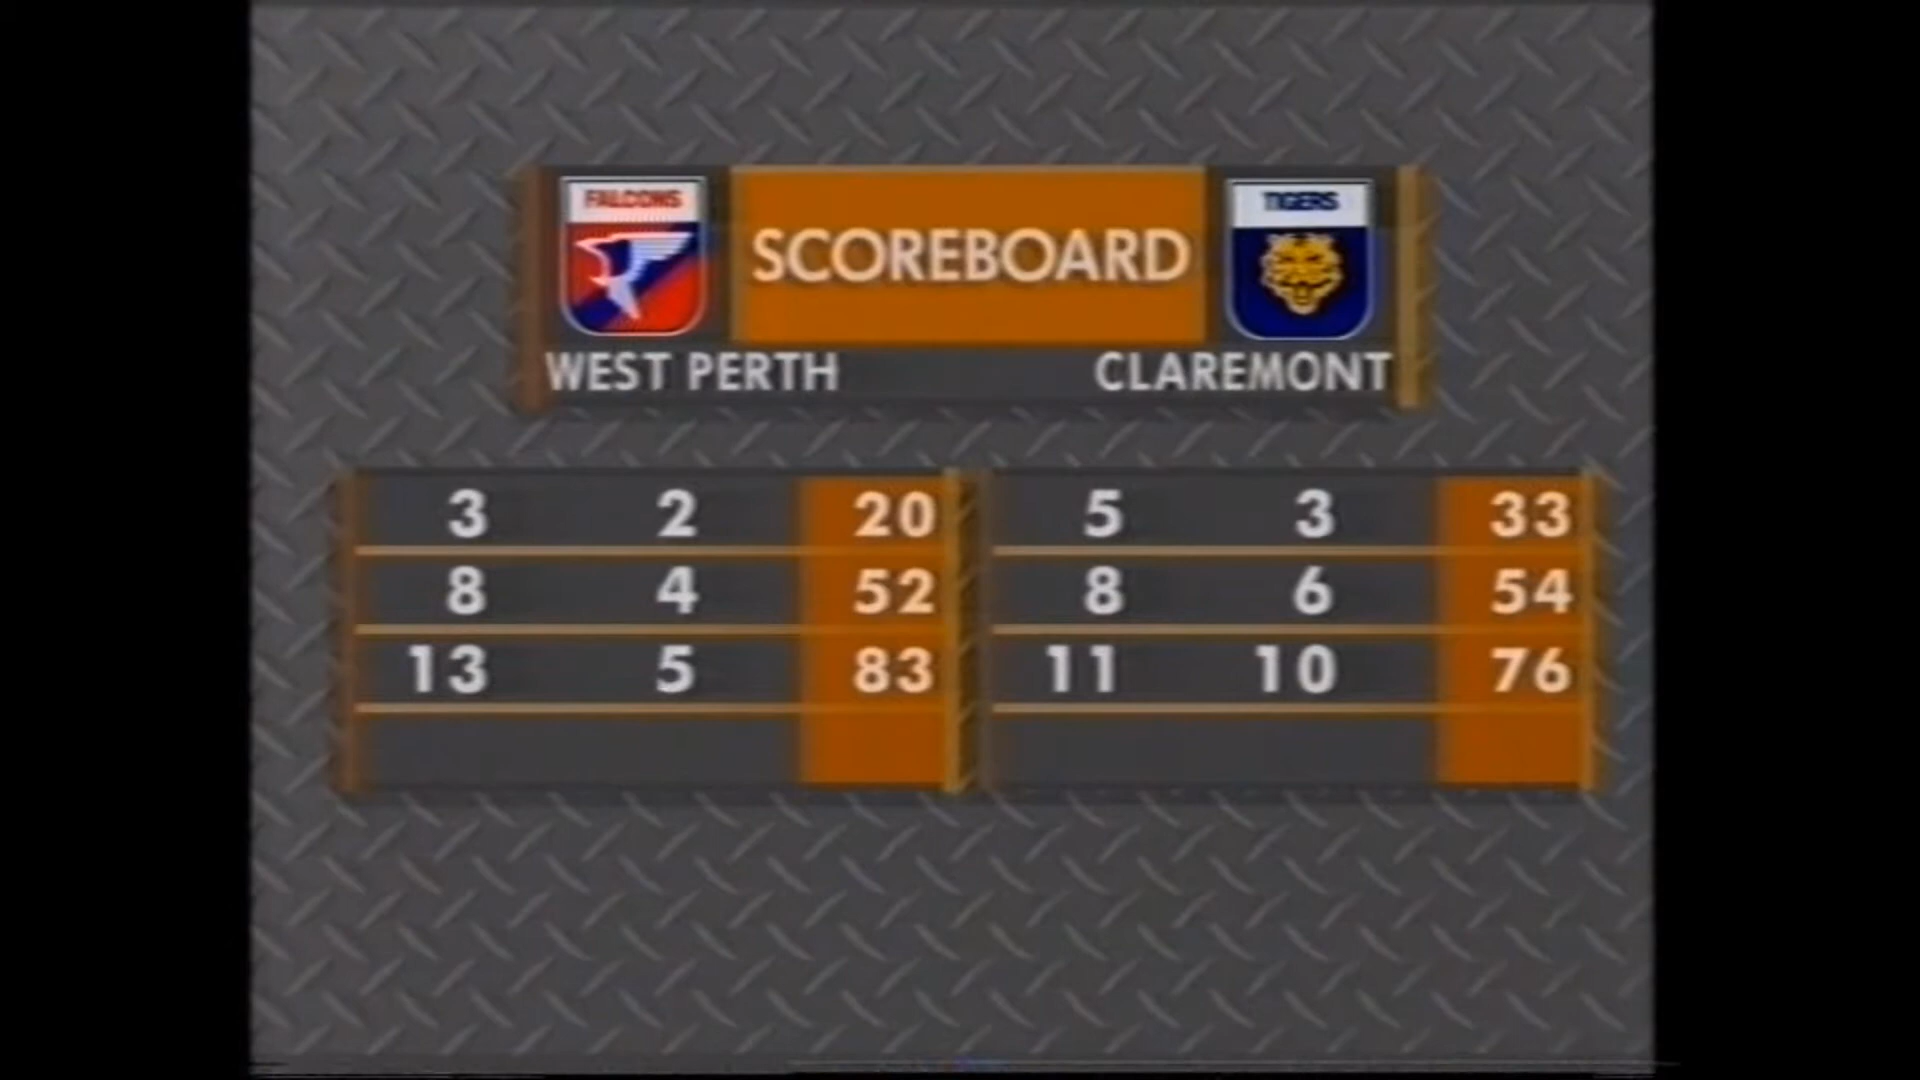 FALCONS
SCOREBOARD
TIGERS
WEST PERTH
CLAREMONT
3 2 20 5 3 33
8 4 52 8 6 54
13 5 83 11 10 76